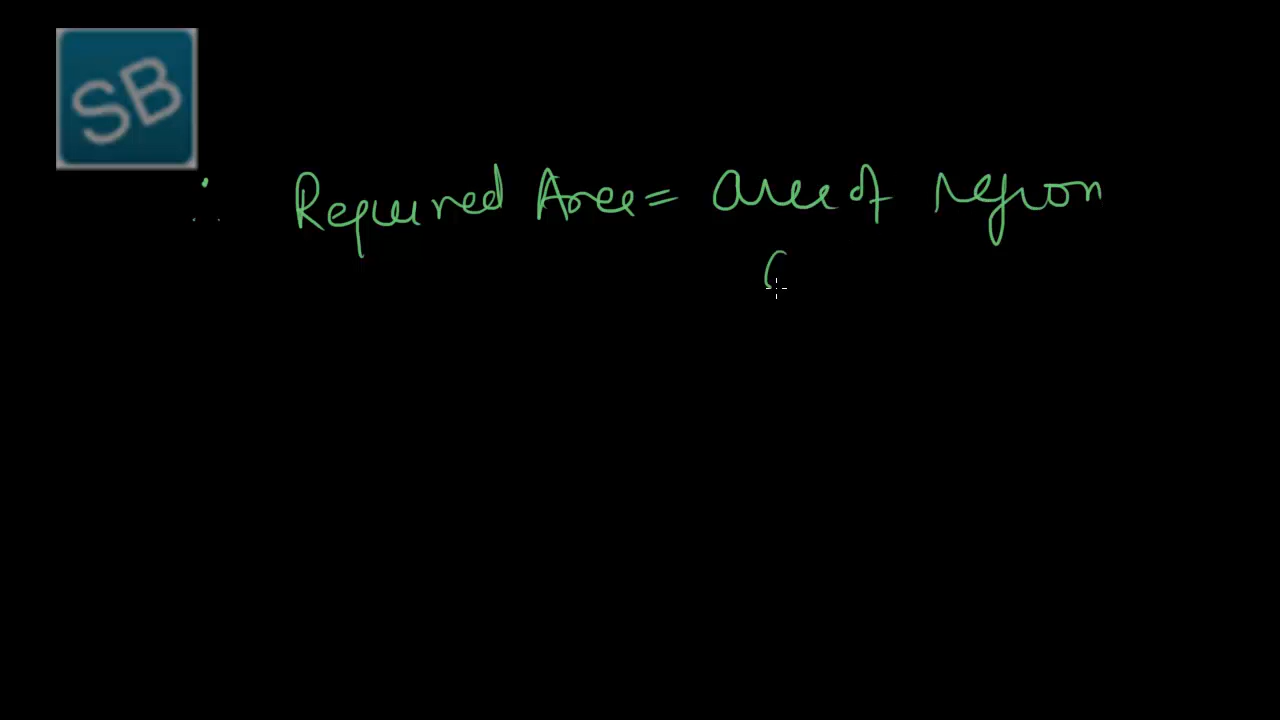 SB
∴ Required Area = area of region